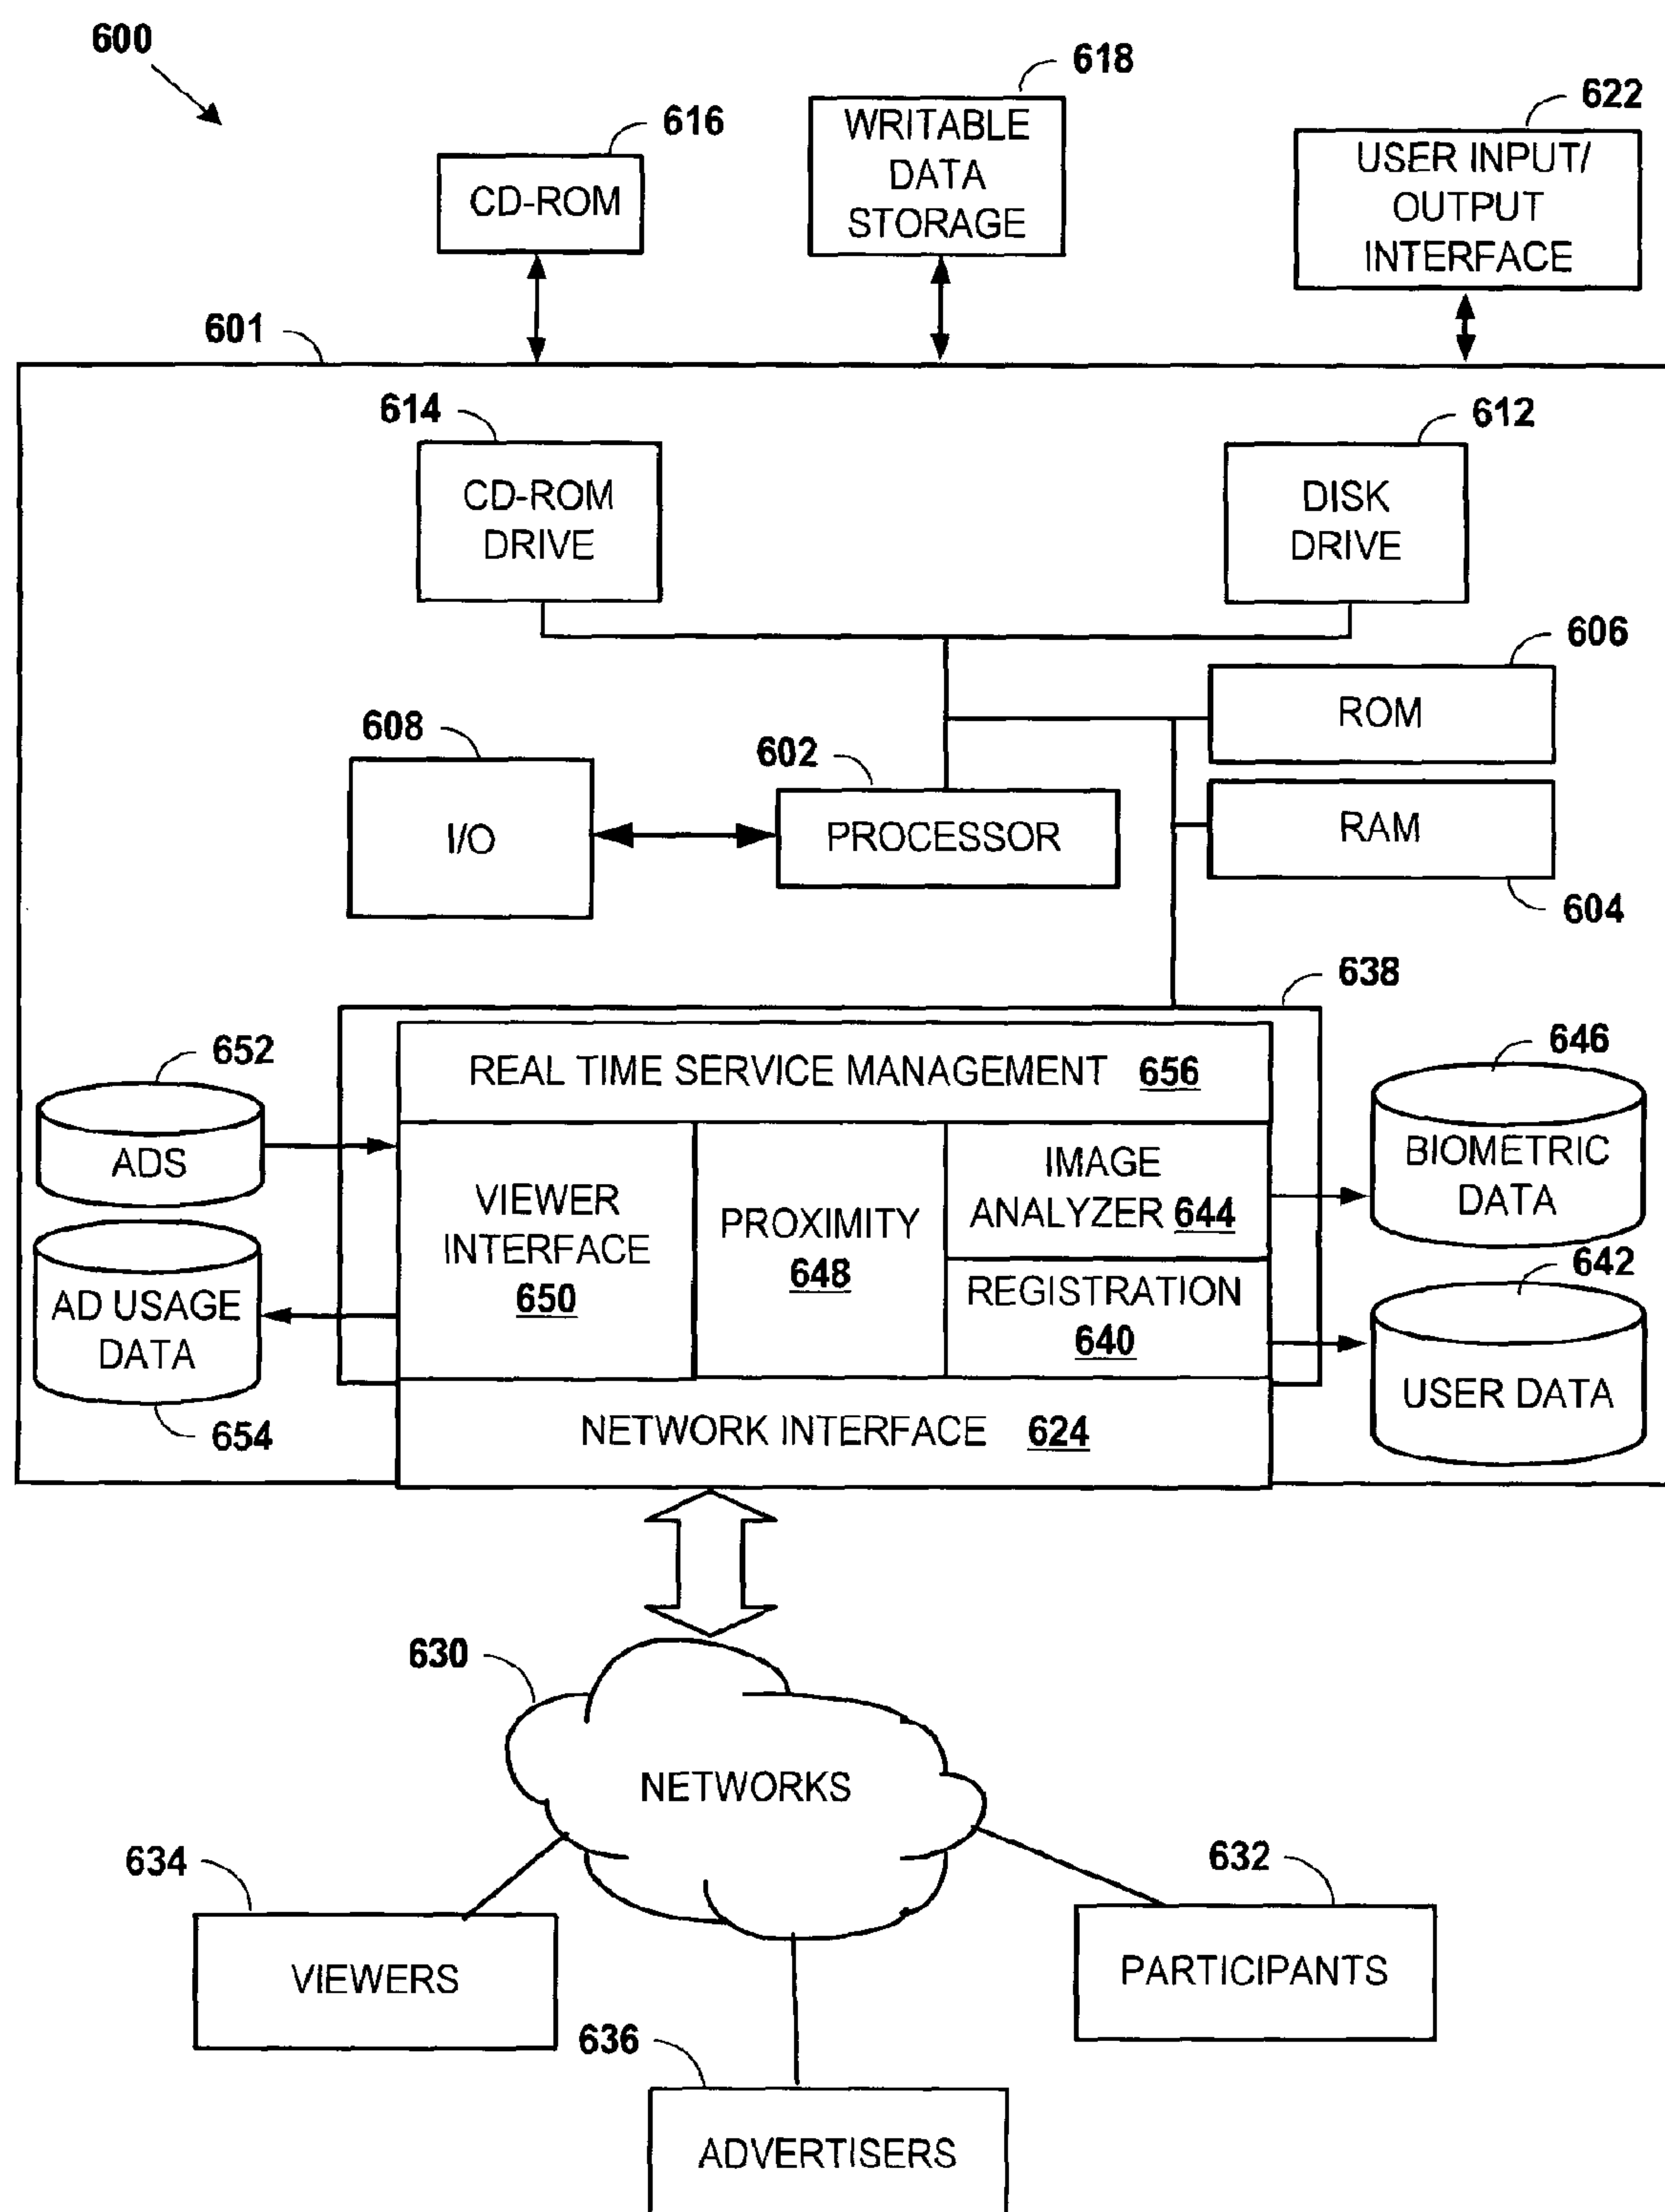 600
618
WRITABLE
DATA
STORAGE
622
USER INPUT/
OUTPUT
INTERFACE
616
CD-ROM
601
614
CD-ROM
DRIVE
612
DISK
DRIVE
606
ROM
608
I/O
602
PROCESSOR
RAM
604
638
652
ADS
REAL TIME SERVICE MANAGEMENT 656
646
BIOMETRIC
DATA
VIEWER
INTERFACE
650
PROXIMITY
648
IMAGE
ANALYZER 644
REGISTRATION
640
642
USER DATA
AD USAGE
DATA
654
NETWORK INTERFACE 624
630
NETWORKS
634
VIEWERS
632
PARTICIPANTS
636
ADVERTISERS